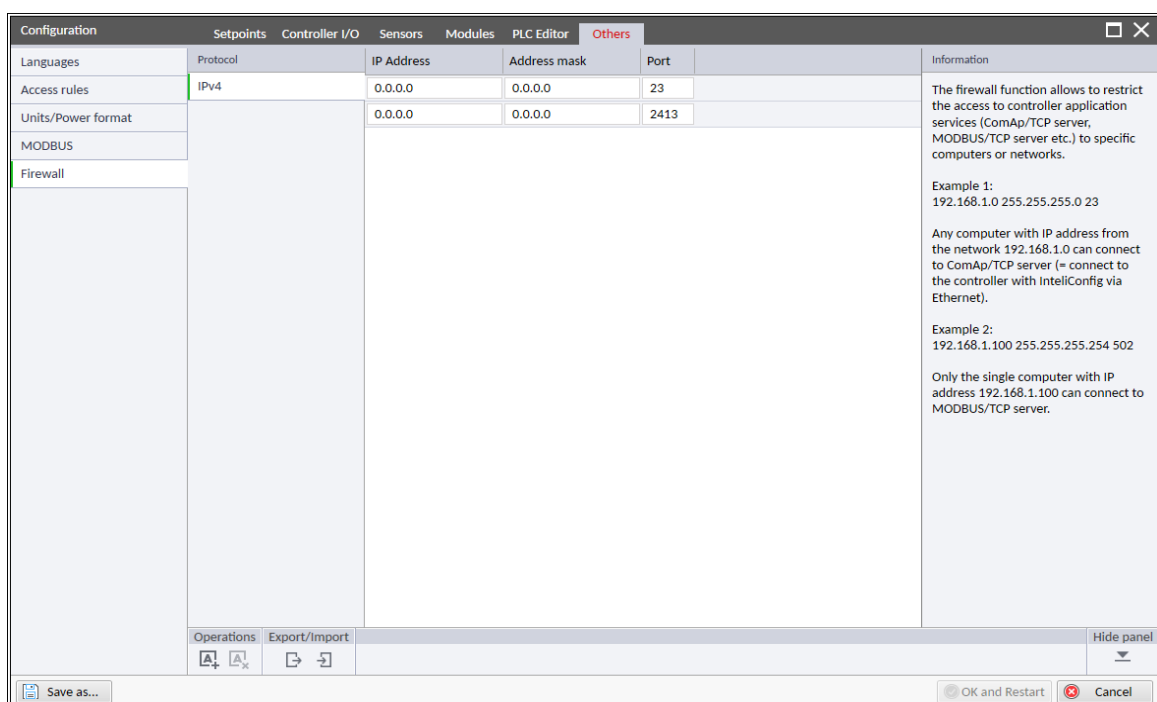 Configuration
Setpoints Controller I/O Sensors Modules PLC Editor Others
Languages
Access rules
Units/Power format
MODBUS
Firewall
Protocol
IPv4
IP Address Address mask Port
0.0.0.0 0.0.0.0 23
0.0.0.0 0.0.0.0 2413
Information
The firewall function allows to restrict
the access to controller application
services (ComAp/TCP server,
MODBUS/TCP server etc.) to specific
computers or networks.
Example 1:
192.168.1.0 255.255.255.0 23
Any computer with IP address from
the network 192.168.1.0 can connect
to ComAp/TCP server (= connect to
the controller with InteliConfig via
Ethernet).
Example 2:
192.168.1.100 255.255.255.254 502
Only the single computer with IP
address 192.168.1.100 can connect to
MODBUS/TCP server.
Operations Export/Import Hide panel
Save as... OK and Restart Cancel